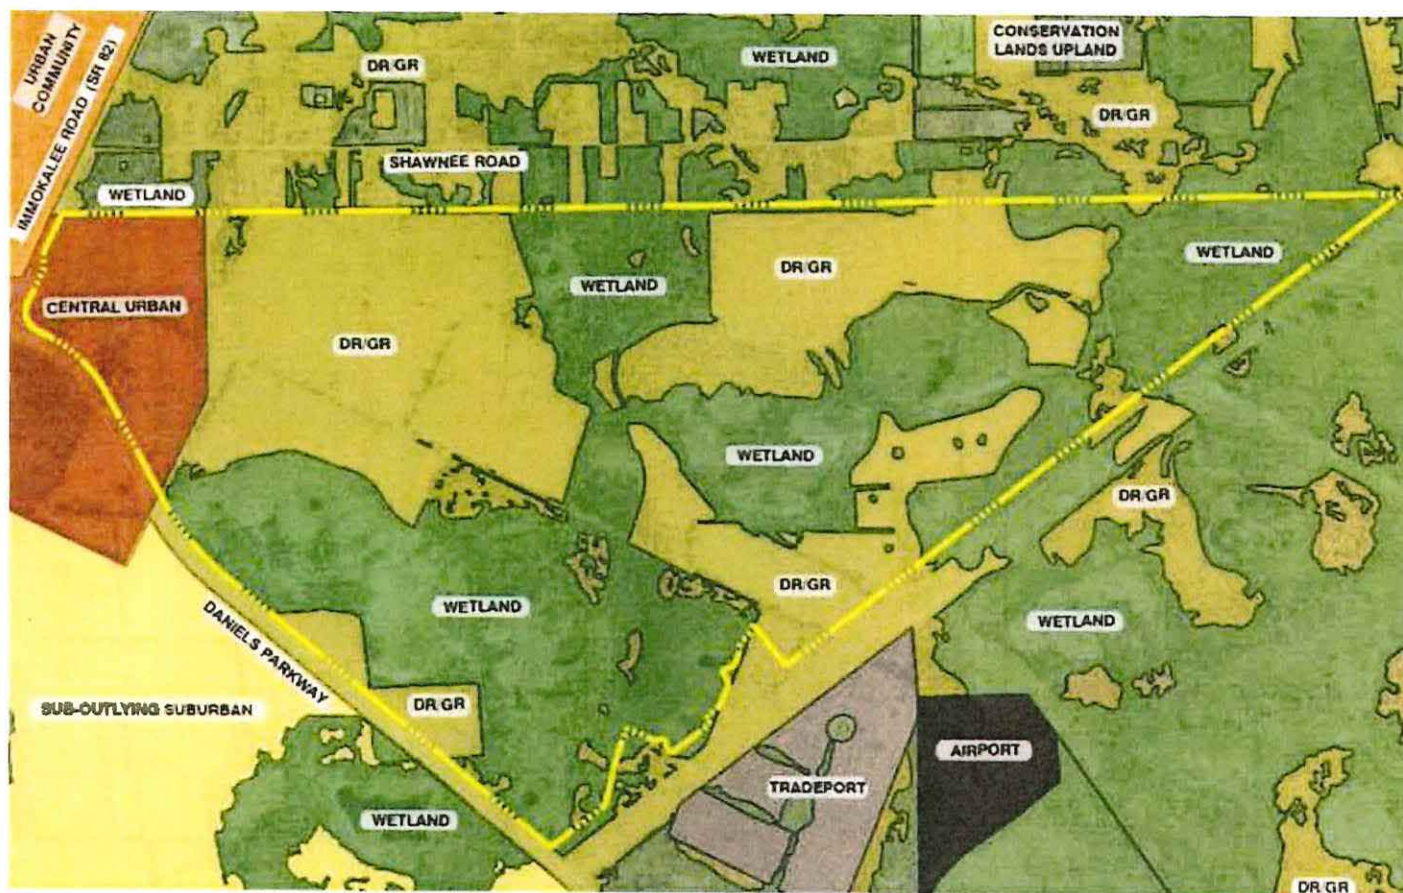 URBAN
COMMUNITY
IMMOKALEE ROAD (SR 82)
DR/GR
WETLAND
CONSERVATION
LANDS UPLAND
DR/GR
SHAWNEE ROAD
WETLAND
CENTRAL URBAN
WETLAND
DR/GR
WETLAND
DR/GR
WETLAND
DR/GR
DR/GR
WETLAND
WETLAND
DANIELS PARKWAY
SUB-OUTLYING SUBURBAN
DR/GR
AIRPORT
TRADEPORT
WETLAND
DR/GR